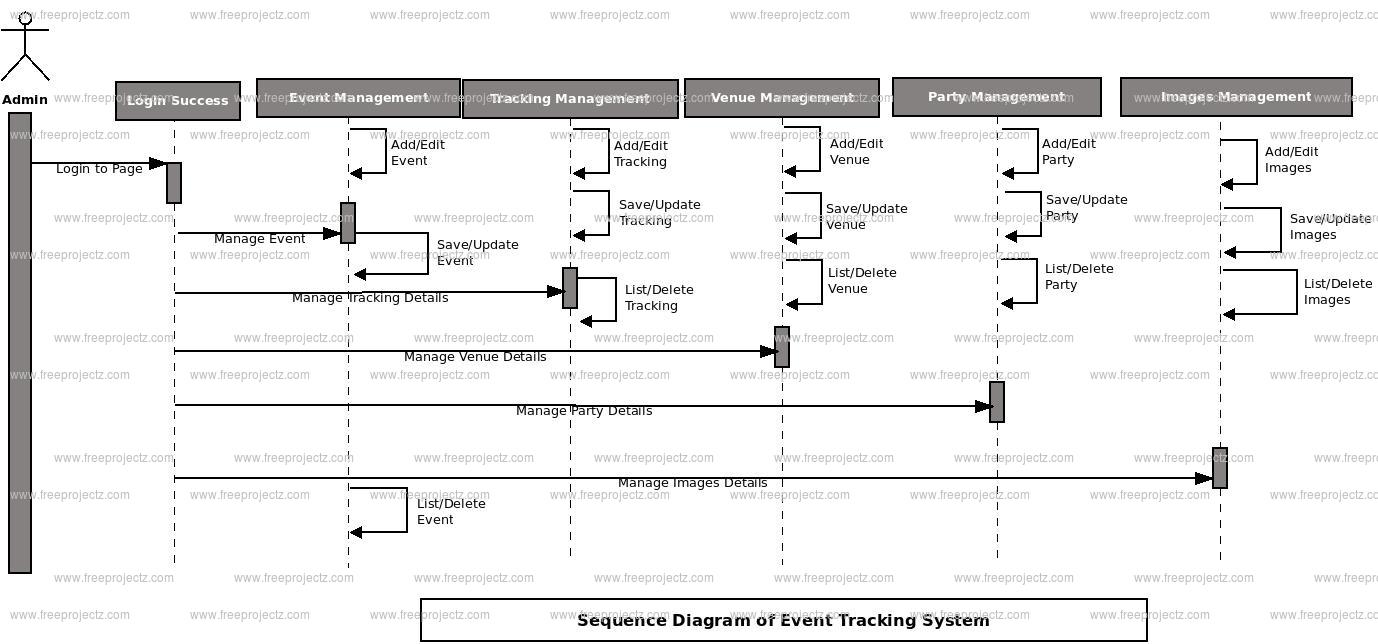 Admin
Login Success
Event Management
Tracking Management
Venue Management
Party Management
Images Management
Login to Page
Add/Edit
Event
Add/Edit
Tracking
Add/Edit
Venue
Add/Edit
Party
Add/Edit
Images
Manage Event
Save/Update
Event
Save/Update
Tracking
Save/Update
Venue
Save/Update
Party
Save/Update
Images
Manage Tracking Details
List/Delete
Tracking
List/Delete
Venue
List/Delete
Party
List/Delete
Images
Manage Venue Details
Manage Party Details
Manage Images Details
List/Delete
Event
Sequence Diagram of Event Tracking System
www.freeprojectz.com